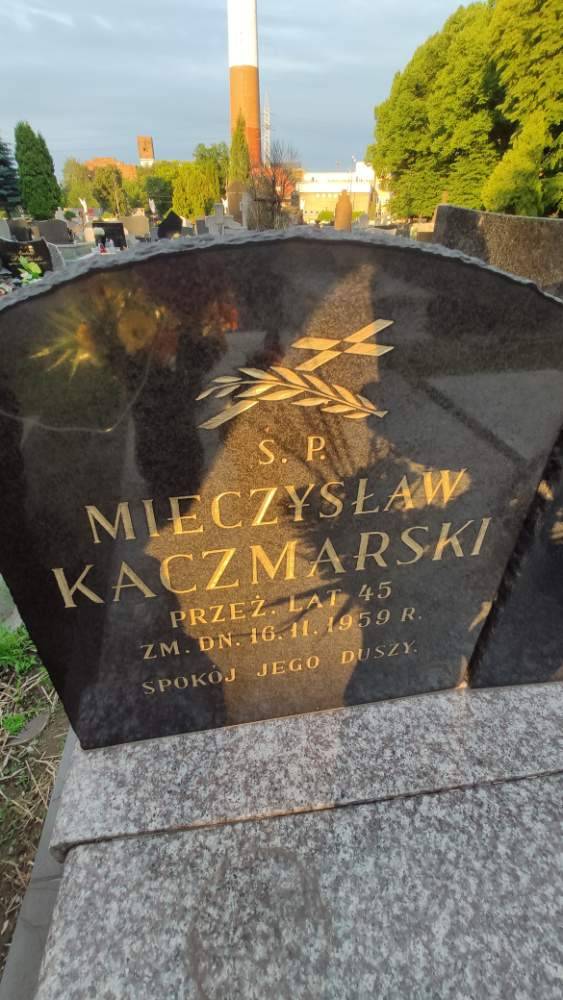 Ś. P.
MIECZYSŁAW
KACZMARSKI
PRZEŻ. LAT 45
ZM. DN. 16. 11. 1959 R.
SPOKÓJ JEGO DUSZY.